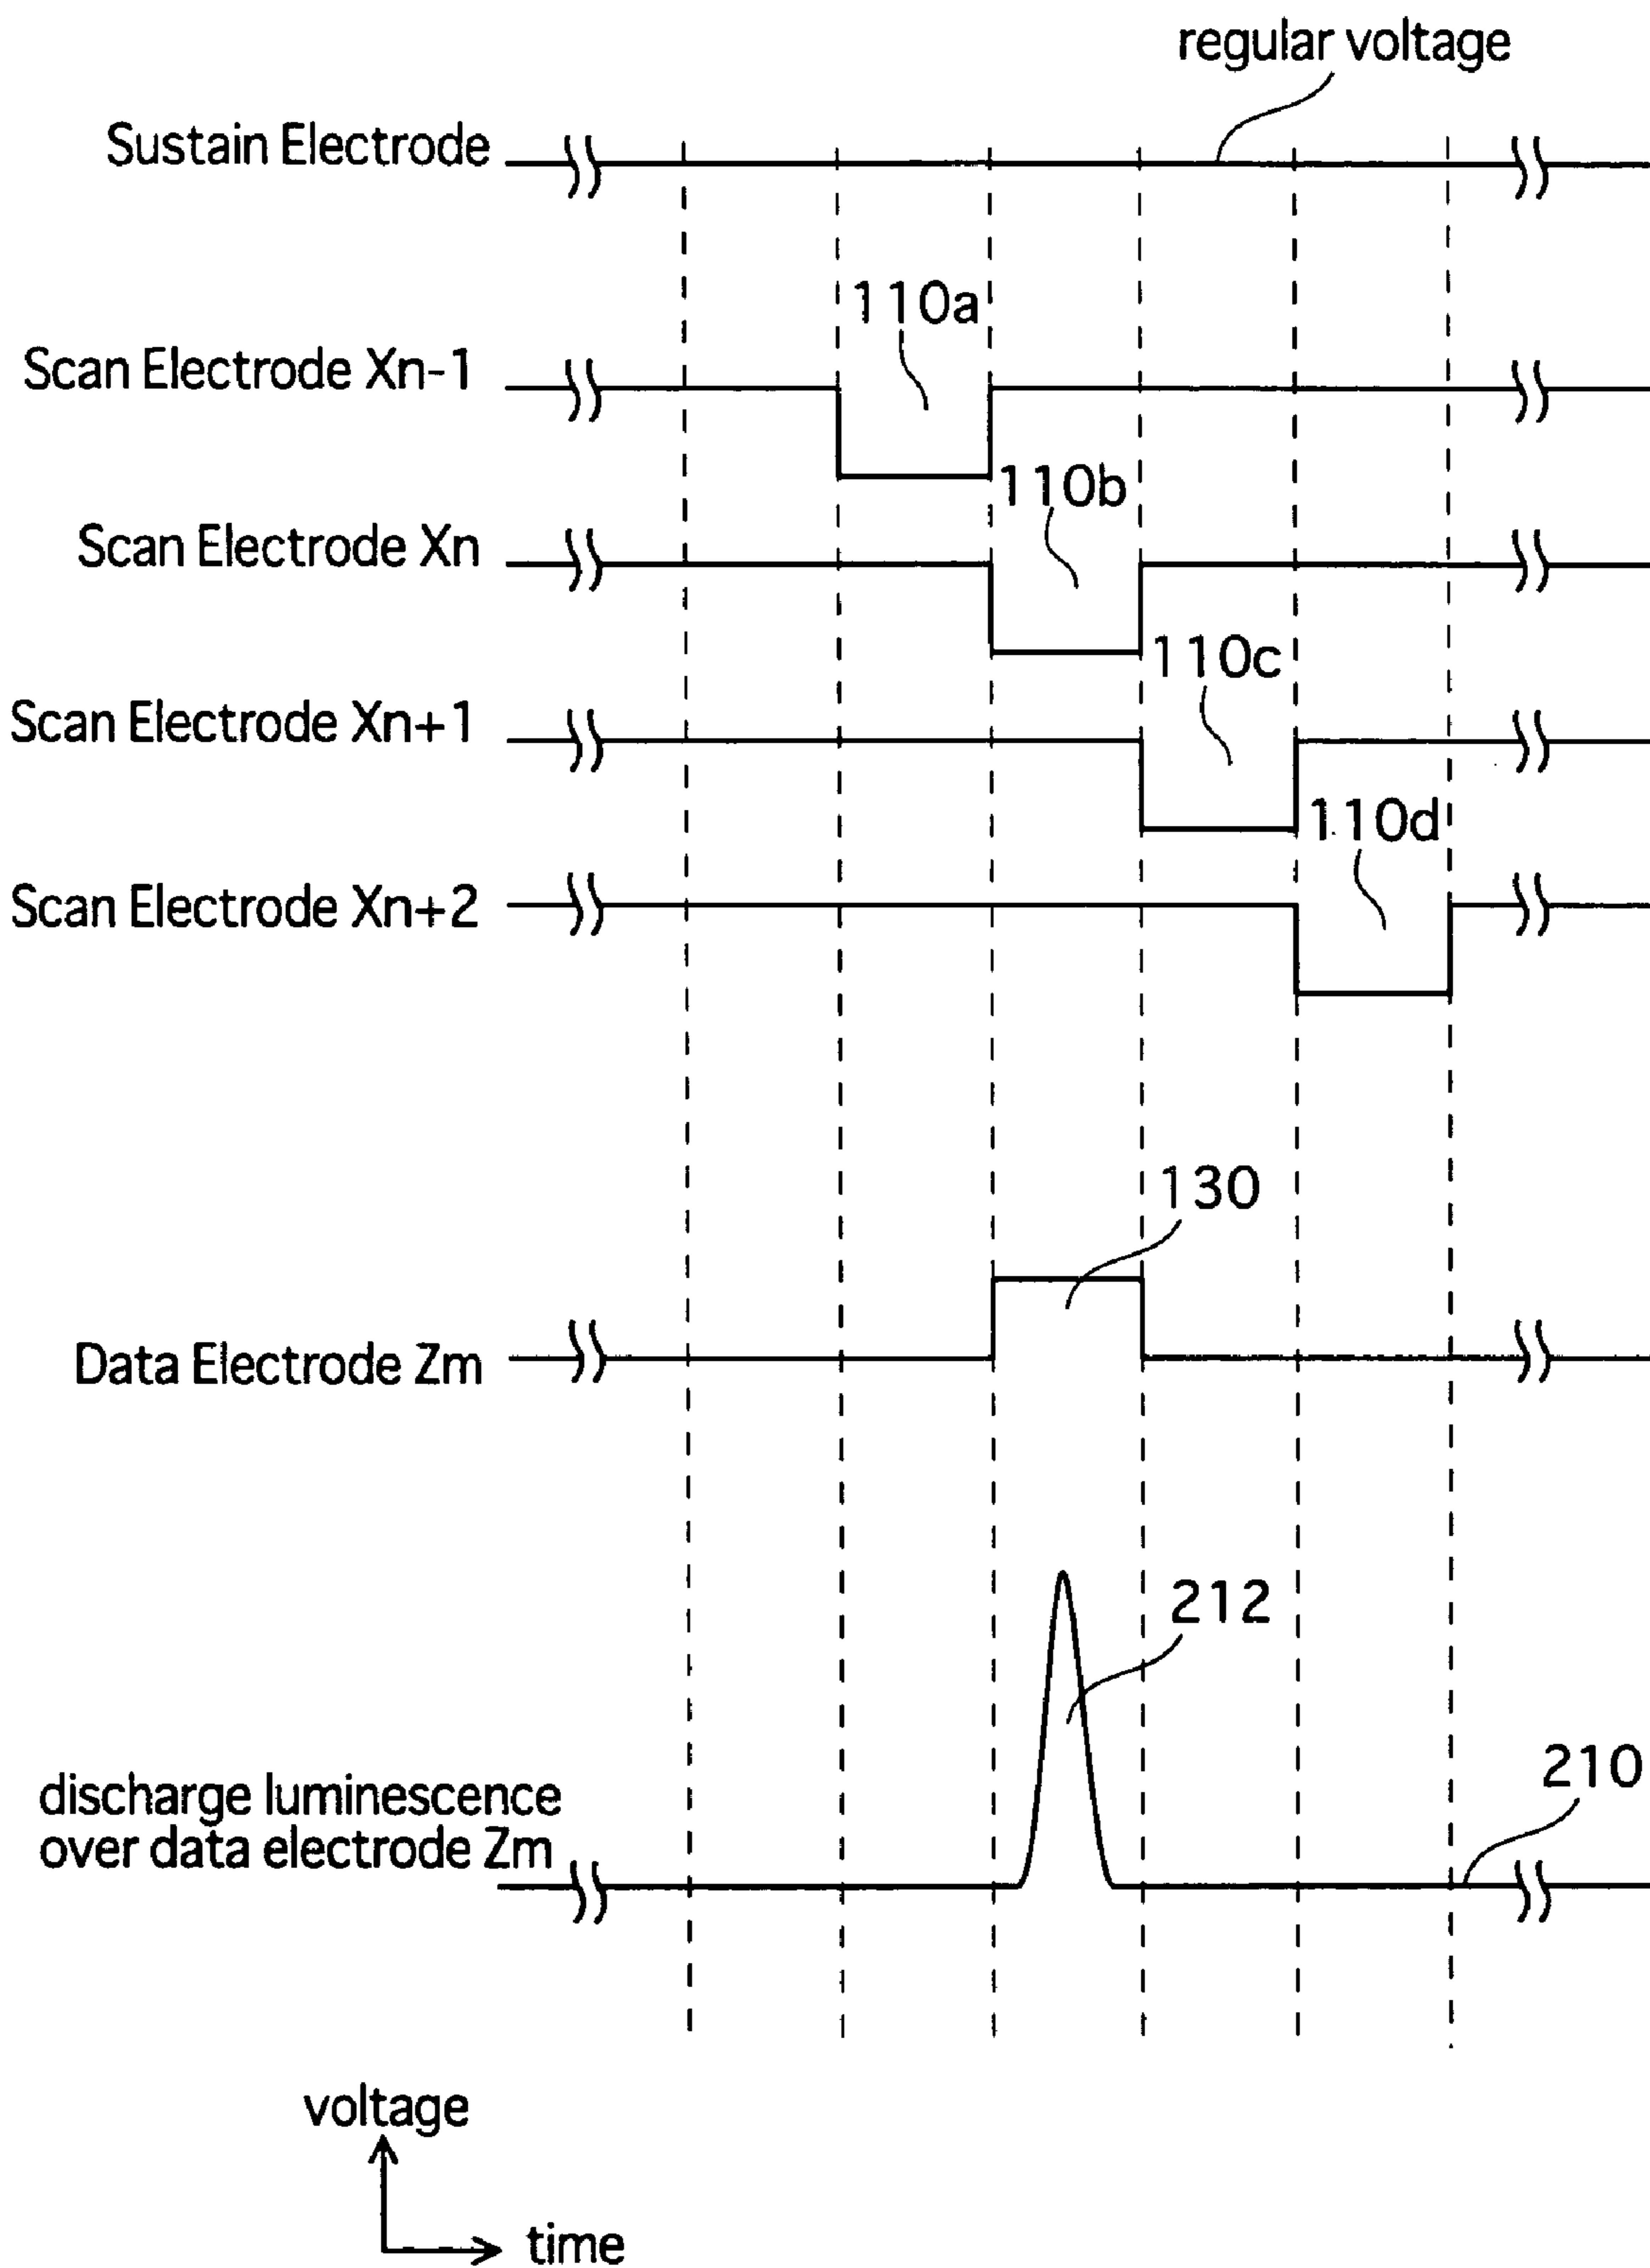 regular voltage
Sustain Electrode
110a
Scan Electrode Xn-1
110b
Scan Electrode Xn
110c
Scan Electrode Xn+1
110d
Scan Electrode Xn+2
130
Data Electrode Zm
212
210
discharge luminescence
over data electrode Zm
voltage
time